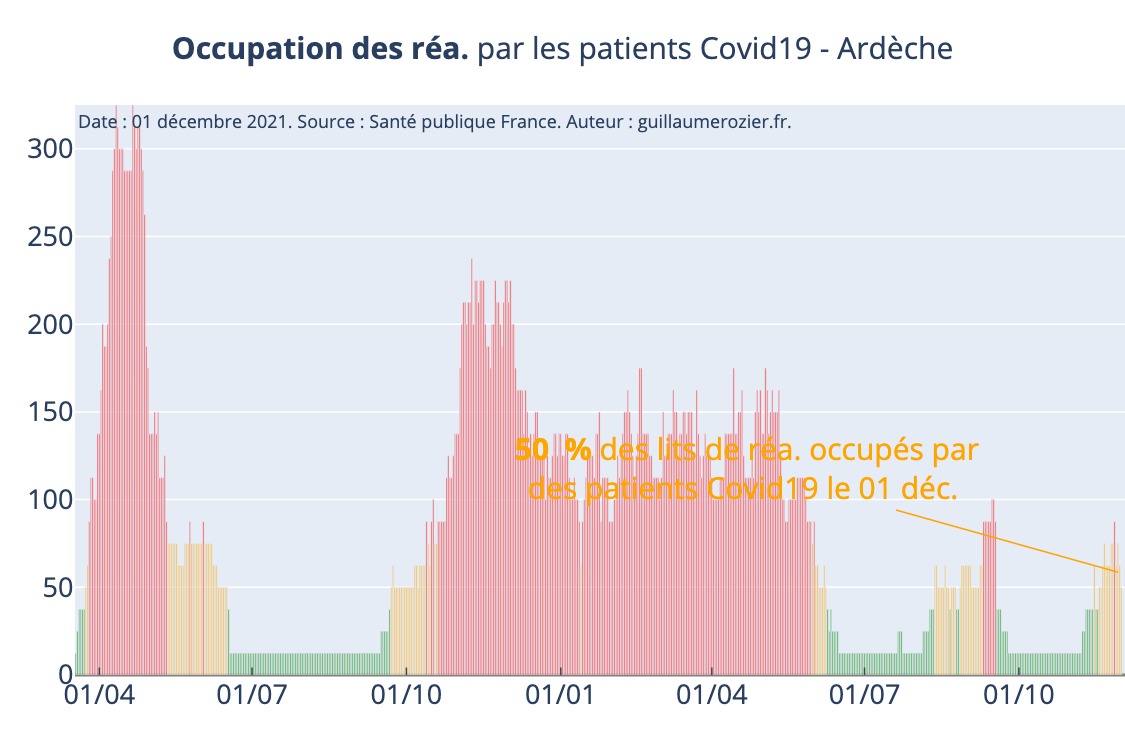 Occupation des réa. par les patients Covid19 - Ardèche
Date : 01 décembre 2021. Source : Santé publique France. Auteur : guillaumerozier.fr.
300
250
200
150
50 % des lits de réa. occupés par
des patients Covid19 le 01 déc.
100
50
0
01/04 01/07 01/10 01/01 01/04 01/07 01/10